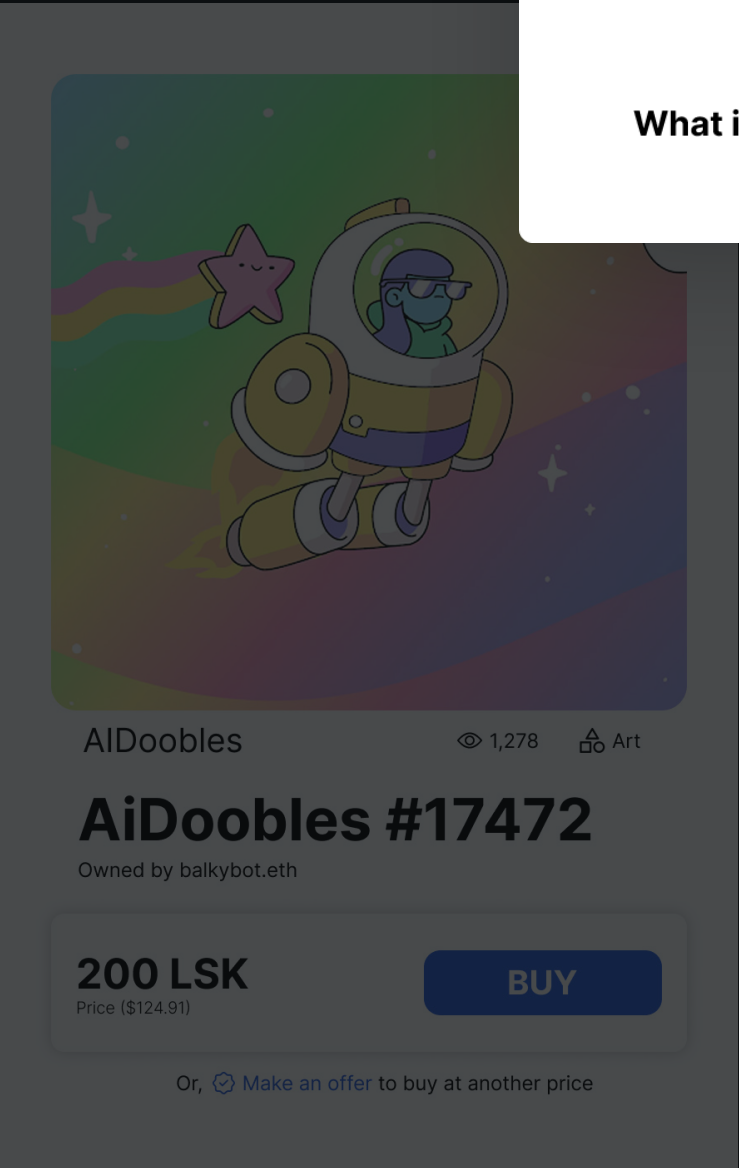 What i
AIDoobles 1,278 Art
AiDoobles #17472
Owned by balkybot.eth
200 LSK BUY
Price ($124.91)
Or, Make an offer to buy at another price